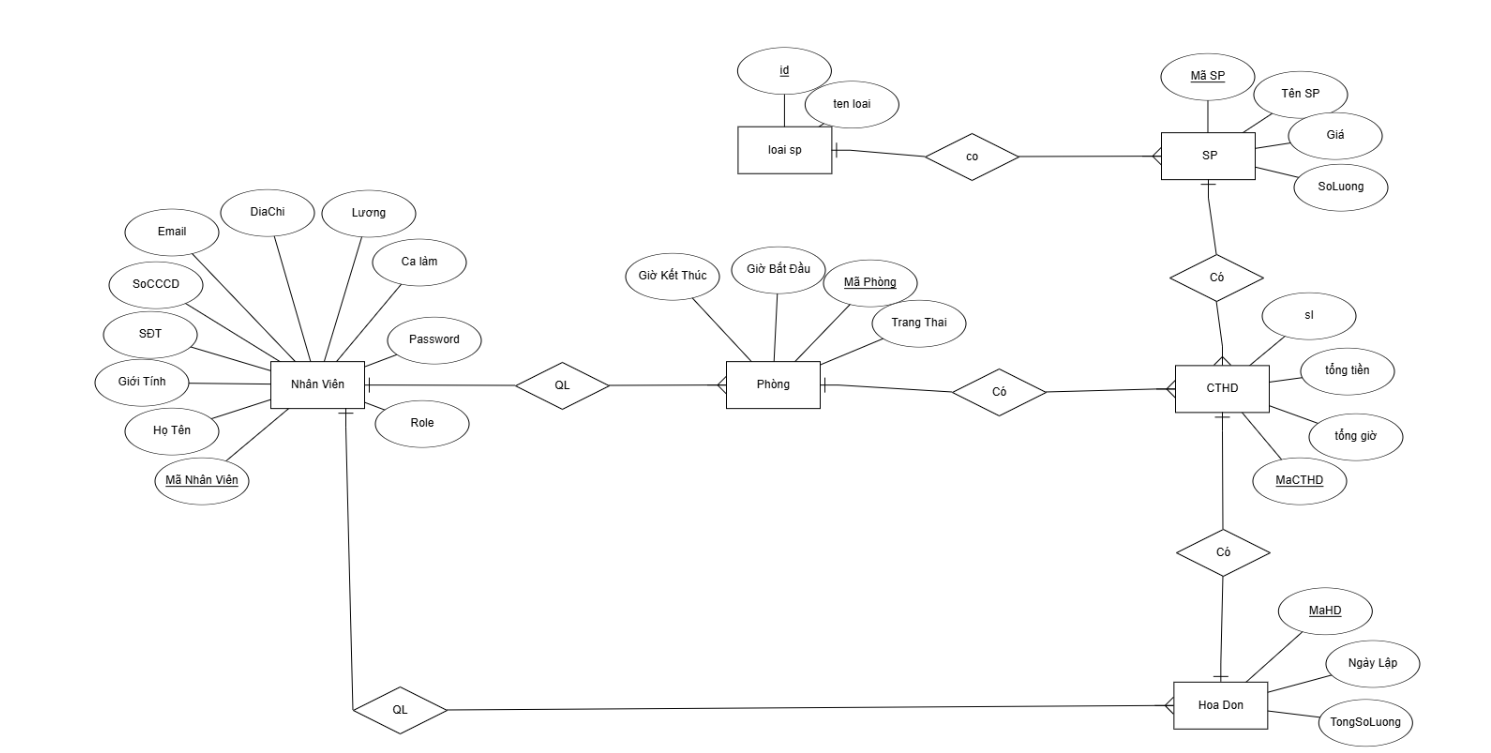 id
ten loai
loai sp
co
Mã SP
Tên SP
Giá
SP
SoLuong
DiaChi
Lương
Email
Ca làm
SoCCCD
SĐT
Password
Giới Tính
Nhân Viên
Họ Tên
Role
Mã Nhân Viên
QL
Giờ Kết Thúc
Giờ Bắt Đầu
Mã Phòng
Trang Thai
Phòng
Có
Có
sl
tổng tiền
CTHD
tổng giờ
MaCTHD
Có
MaHD
Ngày Lập
Hoa Don
TongSoLuong
QL